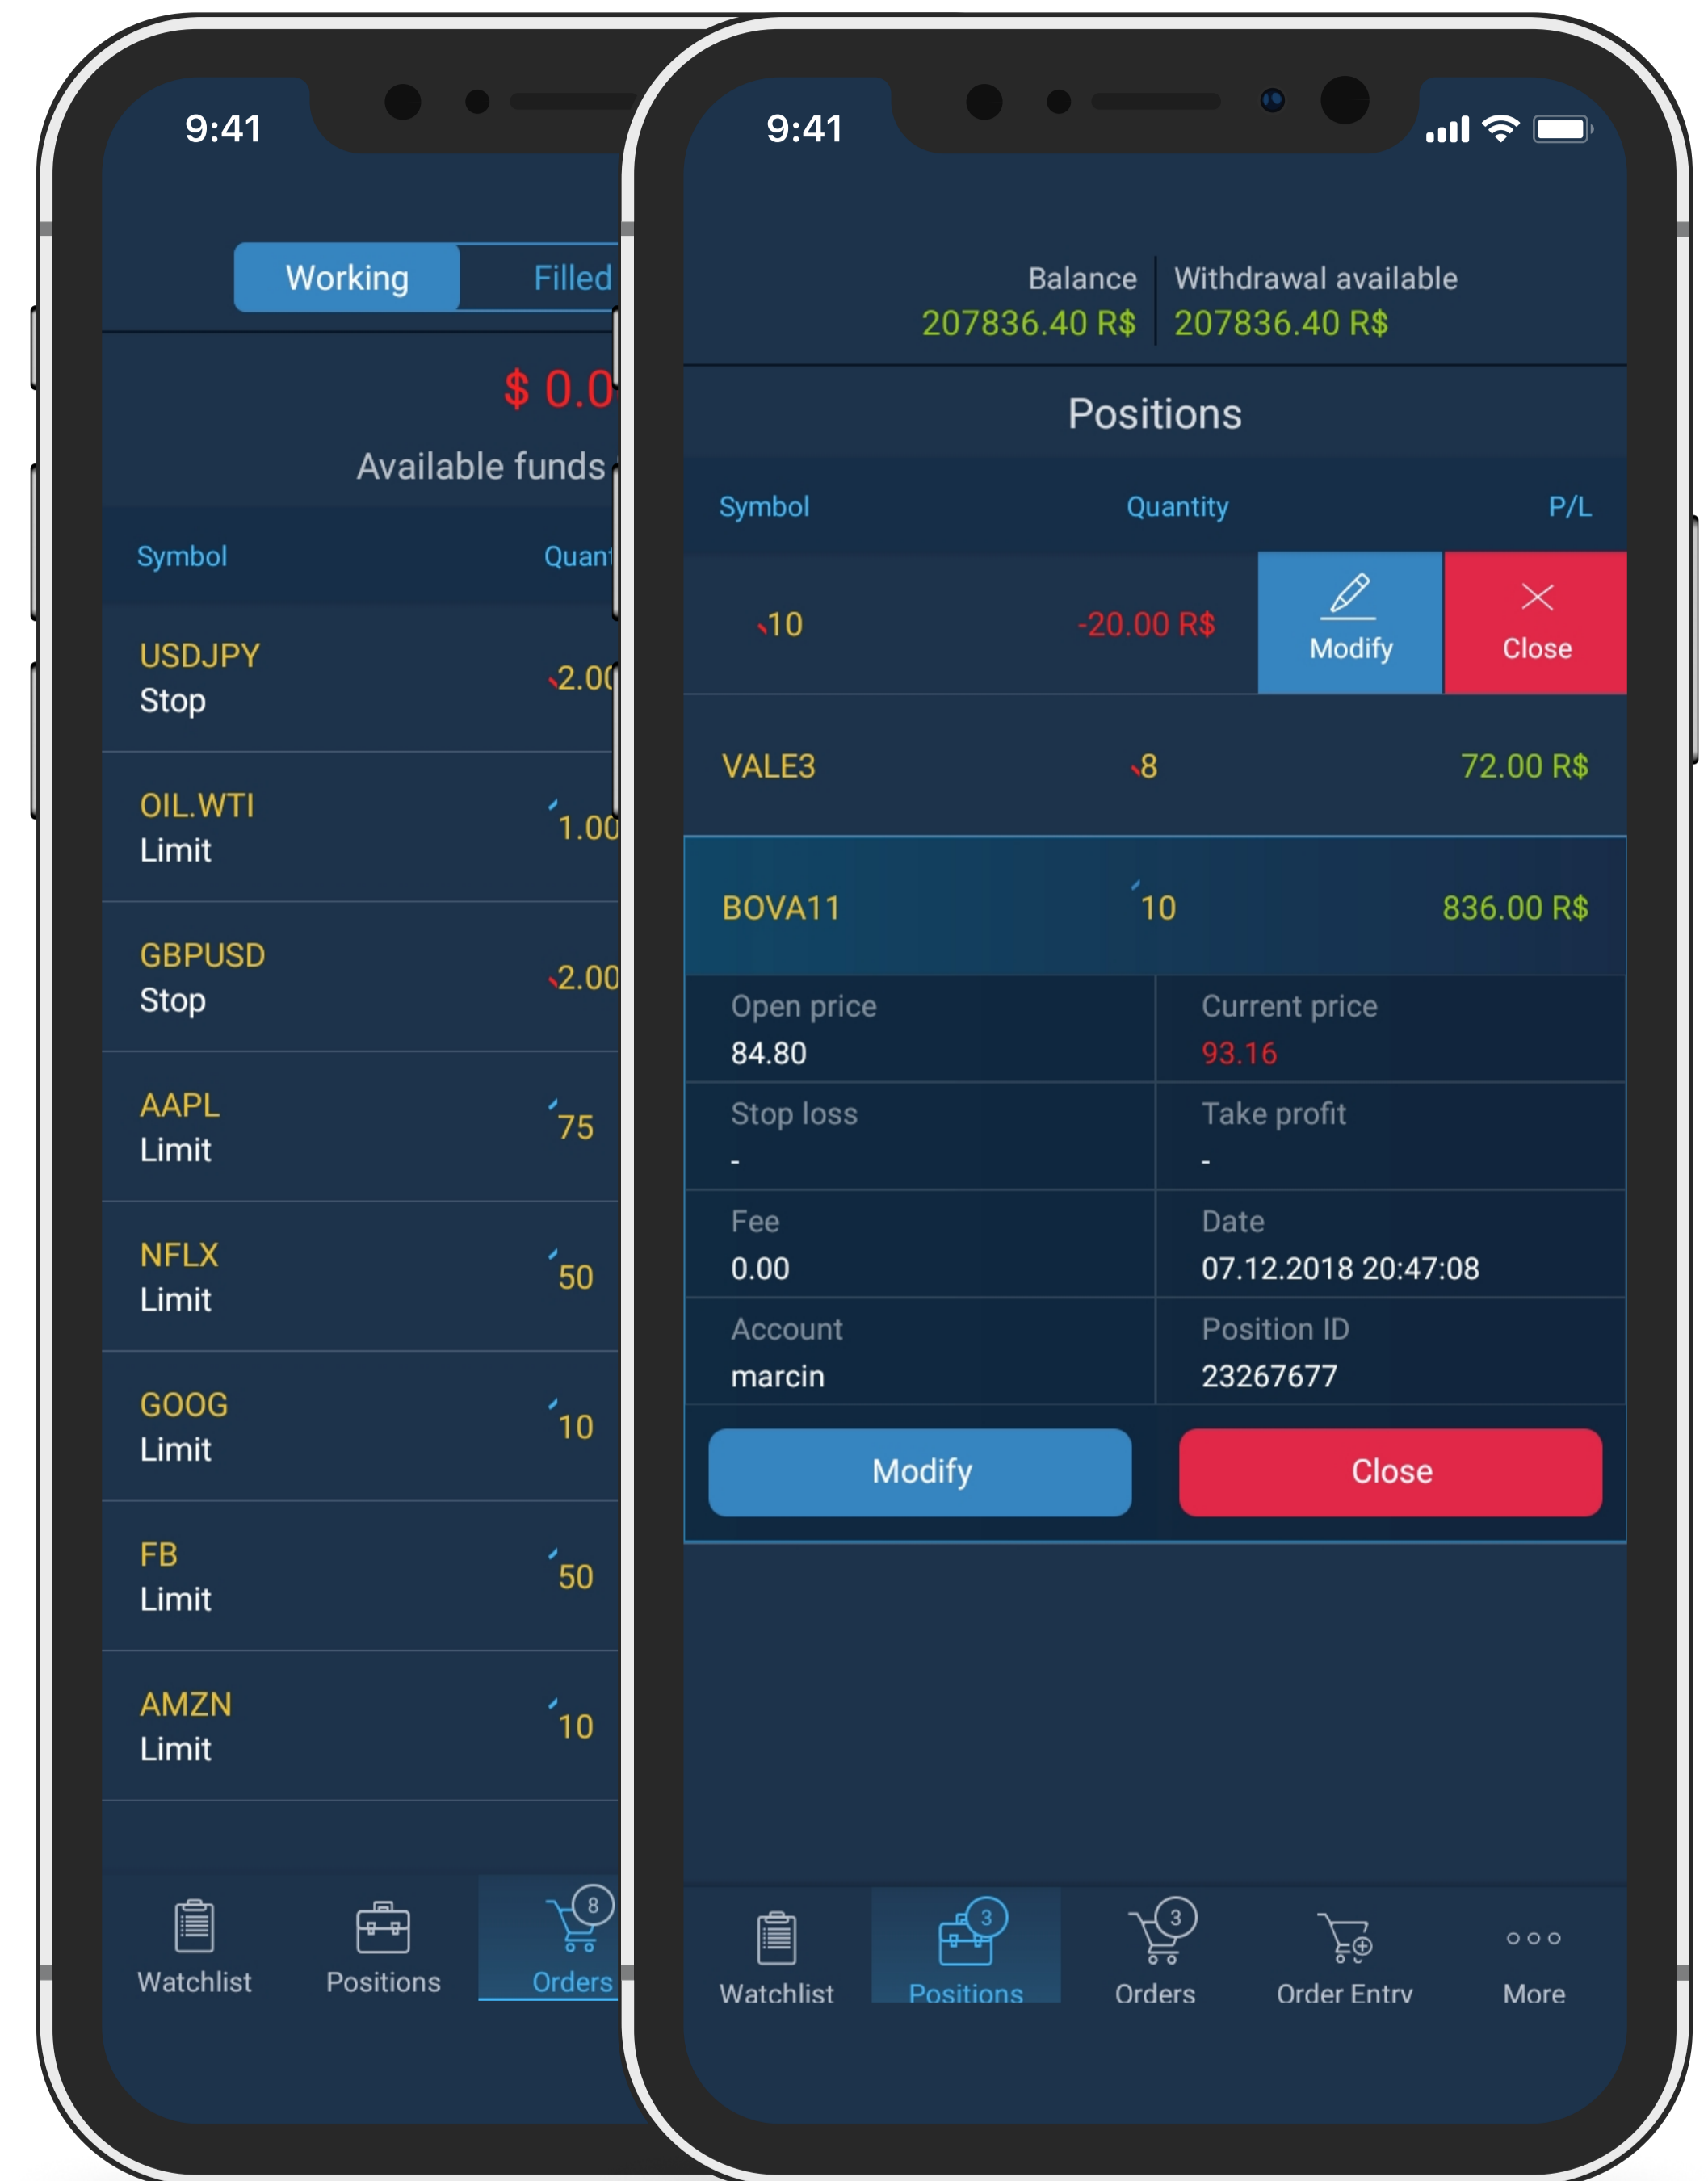 9:41
Working
Filled
$ 0.0
Available funds
Symbol
Quant
USDJPY
Stop
2.00
OIL.WTI
Limit
1.00
GBPUSD
Stop
2.00
AAPL
Limit
75
NFLX
Limit
50
GOOG
Limit
10
FB
Limit
50
AMZN
Limit
10
8
Watchlist
Positions
Orders
9:41
Balance
Withdrawal available
207836.40 R$
207836.40 R$
Positions
Symbol
Quantity
P/L
10
-20.00 R$
Modify
Close
VALE3
8
72.00 R$
BOVA11
10
836.00 R$
Open price
84.80
Current price
93.16
Stop loss
-
Take profit
-
Fee
0.00
Date
07.12.2018 20:47:08
Account
marcin
Position ID
23267677
Modify
Close
3
3
Watchlist
Positions
Orders
Order Entry
More